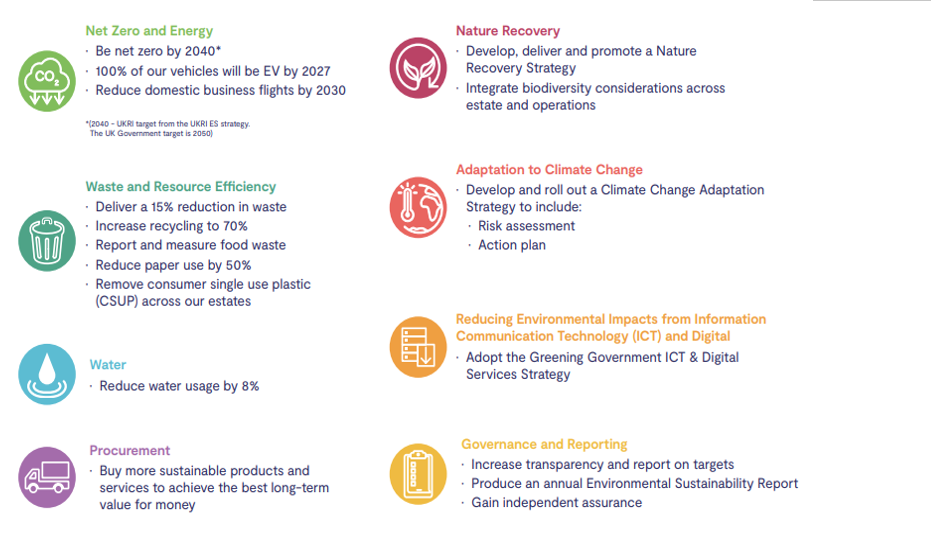 Net Zero and Energy
· Be net zero by 2040*
· 100% of our vehicles will be EV by 2027
· Reduce domestic business flights by 2030
*(2040 - UKRI target from the UKRI ES strategy.
The UK Government target is 2050)
CO2
Waste and Resource Efficiency
· Deliver a 15% reduction in waste
· Increase recycling to 70%
· Report and measure food waste
· Reduce paper use by 50%
· Remove consumer single use plastic
(CSUP) across our estates
Water
· Reduce water usage by 8%
Procurement
· Buy more sustainable products and
services to achieve the best long-term
value for money
Nature Recovery
· Develop, deliver and promote a Nature
Recovery Strategy
· Integrate biodiversity considerations across
estate and operations
Adaptation to Climate Change
· Develop and roll out a Climate Change Adaptation
Strategy to include:
· Risk assessment
· Action plan
Reducing Environmental Impacts from Information
Communication Technology (ICT) and Digital
· Adopt the Greening Government ICT & Digital
Services Strategy
Governance and Reporting
· Increase transparency and report on targets
· Produce an annual Environmental Sustainability Report
· Gain independent assurance